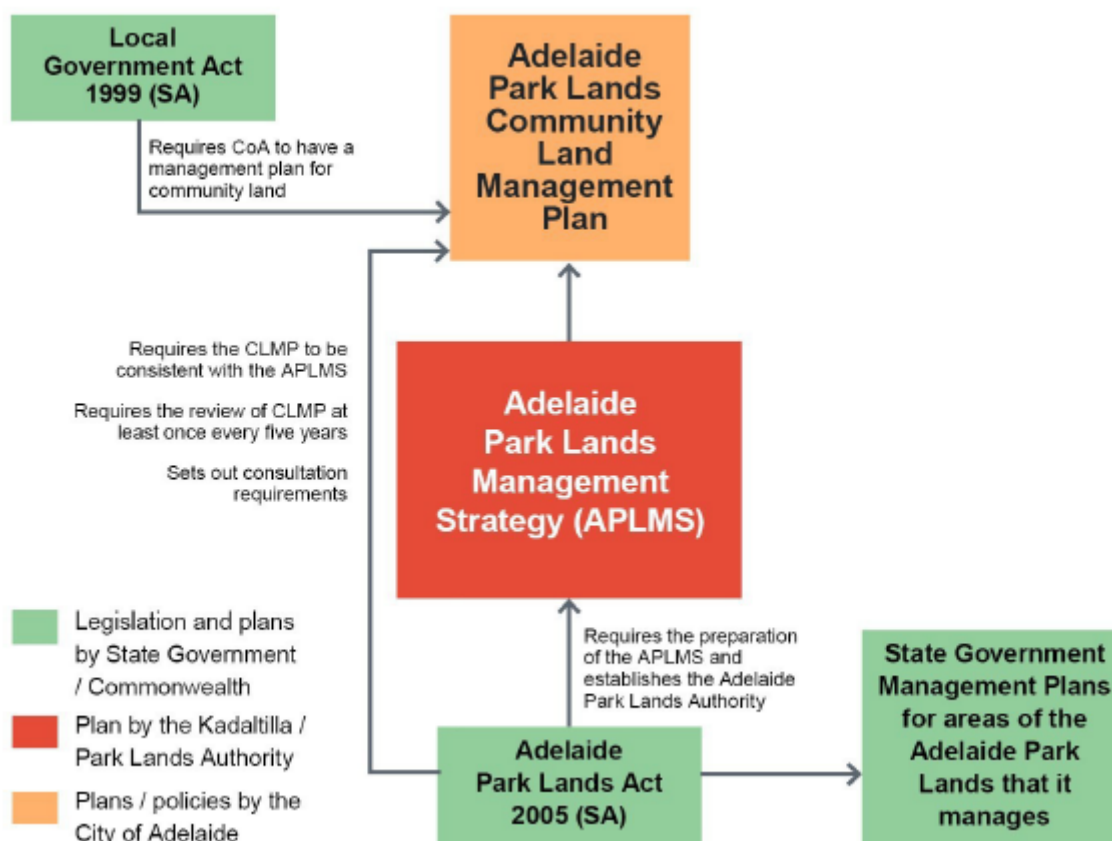 Local
Government Act
1999 (SA)
Adelaide
Park Lands
Community
Land
Management
Plan
Requires CoA to have a
management plan for
community land
Requires the CLMP to be
consistent with the APLMS
Requires the review of CLMP at
least once every five years
Sets out consultation
requirements
Adelaide
Park Lands
Management
Strategy (APLMS)
Requires the preparation
of the APLMS and
establishes the Adelaide
Park Lands Authority
Adelaide
Park Lands Act
2005 (SA)
State Government
Management Plans
for areas of the
Adelaide Park
Lands that it
manages
Legislation and plans
by State Government
/ Commonwealth
Plan by the Kadaltilla /
Park Lands Authority
Plans / policies by the
City of Adelaide